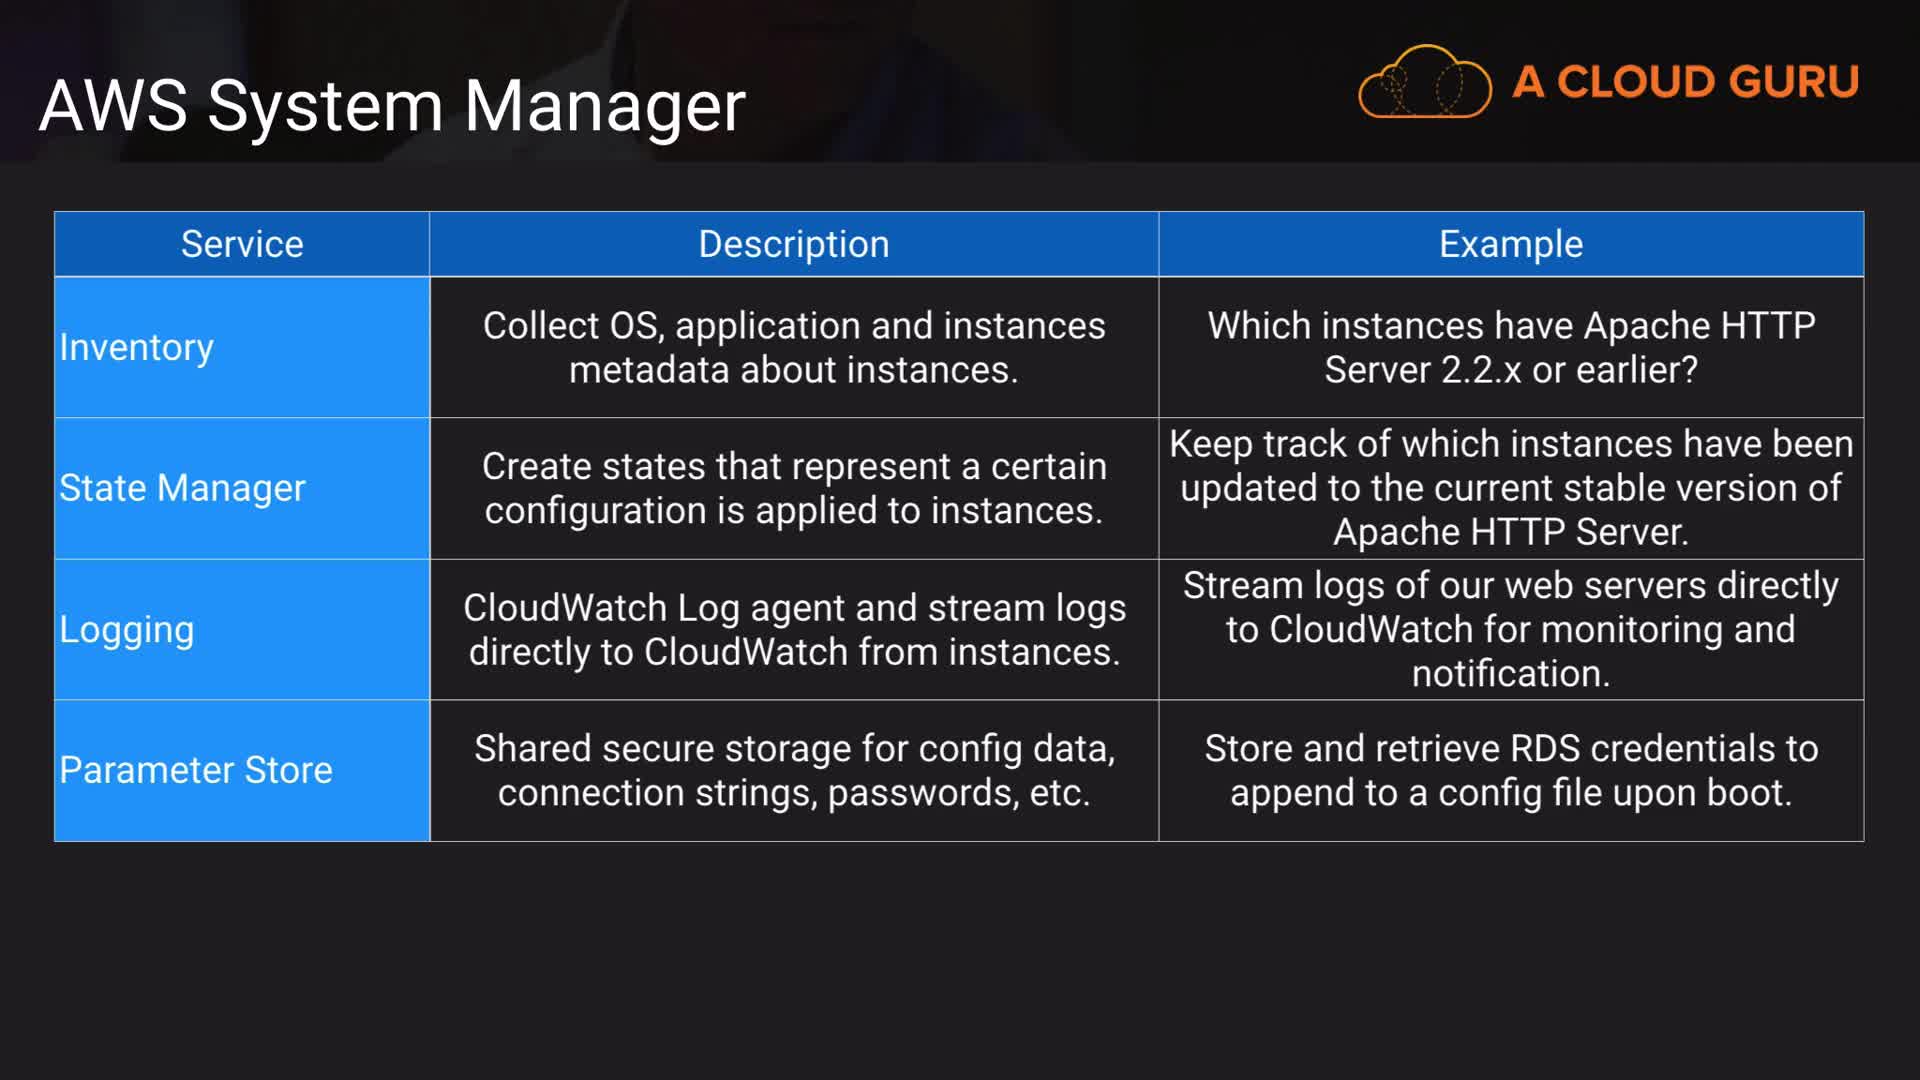 AWS System Manager
A CLOUD GURU
Service
Description
Example
Inventory
Collect OS, application and instances
metadata about instances.
Which instances have Apache HTTP
Server 2.2.x or earlier?
State Manager
Create states that represent a certain
configuration is applied to instances.
Keep track of which instances have been
updated to the current stable version of
Apache HTTP Server.
Logging
CloudWatch Log agent and stream logs
directly to CloudWatch from instances.
Stream logs of our web servers directly
to CloudWatch for monitoring and
notification.
Parameter Store
Shared secure storage for config data,
connection strings, passwords, etc.
Store and retrieve RDS credentials to
append to a config file upon boot.